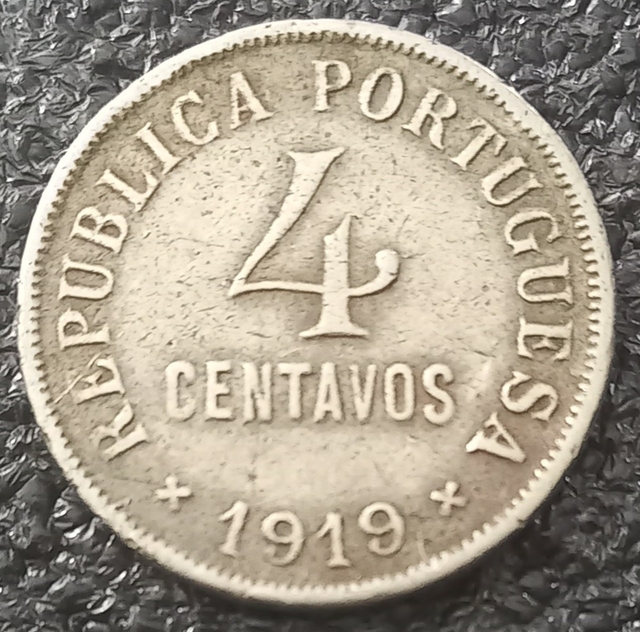 REPUBLICA PORTUGUESA
4
CENTAVOS
1919